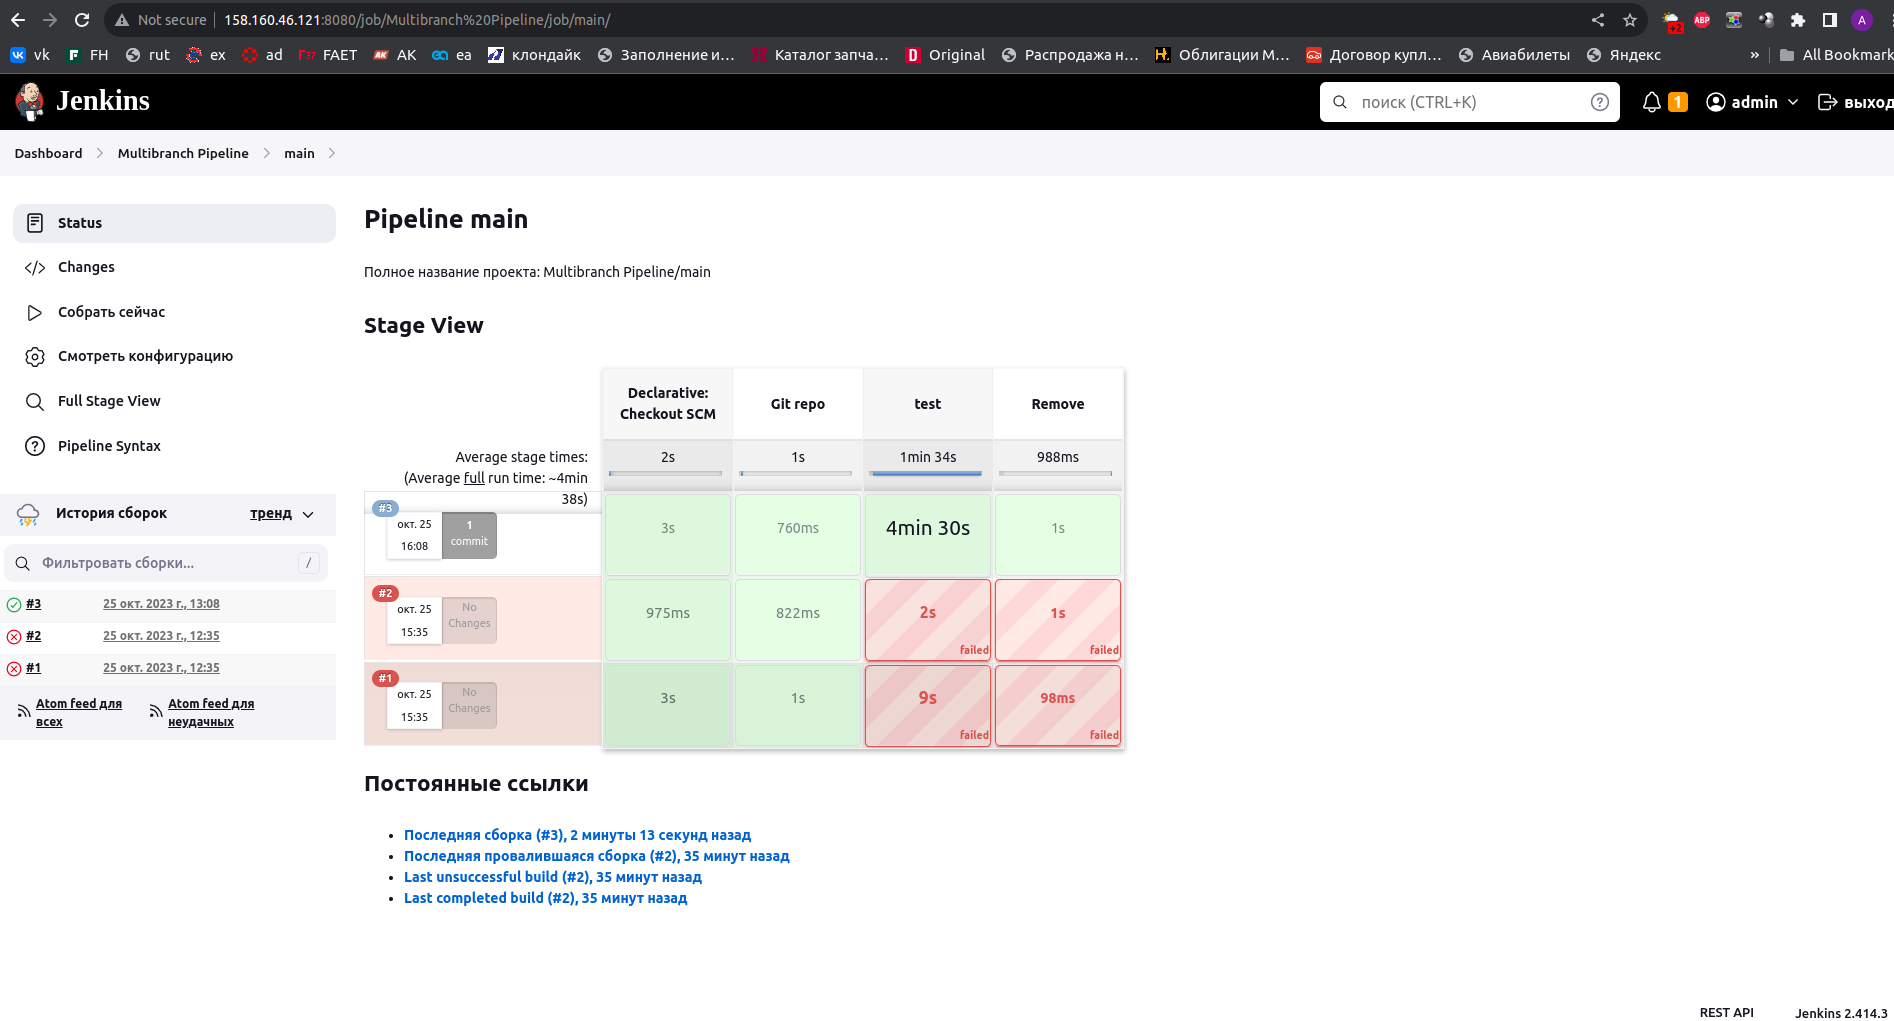 Not secure 158.160.46.121:8080/job/Multibranch%20Pipeline/job/main/
+2 ABP A
vk FH rut ex ad FAET АК ea клондайк Заполнение и... Каталог запча... Original Распродажа н... Облигации М... Договор купл... Авиабилеты Яндекс » All Bookmark
Jenkins поиск (CTRL+K) 1 admin выход
Dashboard Multibranch Pipeline main
Status
Changes
Собрать сейчас
Смотреть конфигурацию
Full Stage View
Pipeline Syntax
История сборок тренд
Фильтровать сборки... /
#3 25 окт. 2023 г., 13:08
#2 25 окт. 2023 г., 12:35
#1 25 окт. 2023 г., 12:35
Atom feed для всех
Atom feed для неудачных
Pipeline main
Полное название проекта: Multibranch Pipeline/main
Stage View
Declarative: Checkout SCM Git repo test Remove
Average stage times: 2s 1s 1min 34s 988ms
(Average full run time: ~4min
38s)
#3 окт. 25 16:08 1 commit 3s 760ms 4min 30s 1s
#2 окт. 25 15:35 No Changes 975ms 822ms 2s failed 1s failed
#1 окт. 25 15:35 No Changes 3s 1s 9s failed 98ms failed
Постоянные ссылки
Последняя сборка (#3), 2 минуты 13 секунд назад
Последняя провалившаяся сборка (#2), 35 минут назад
Last unsuccessful build (#2), 35 минут назад
Last completed build (#2), 35 минут назад
REST API Jenkins 2.414.3